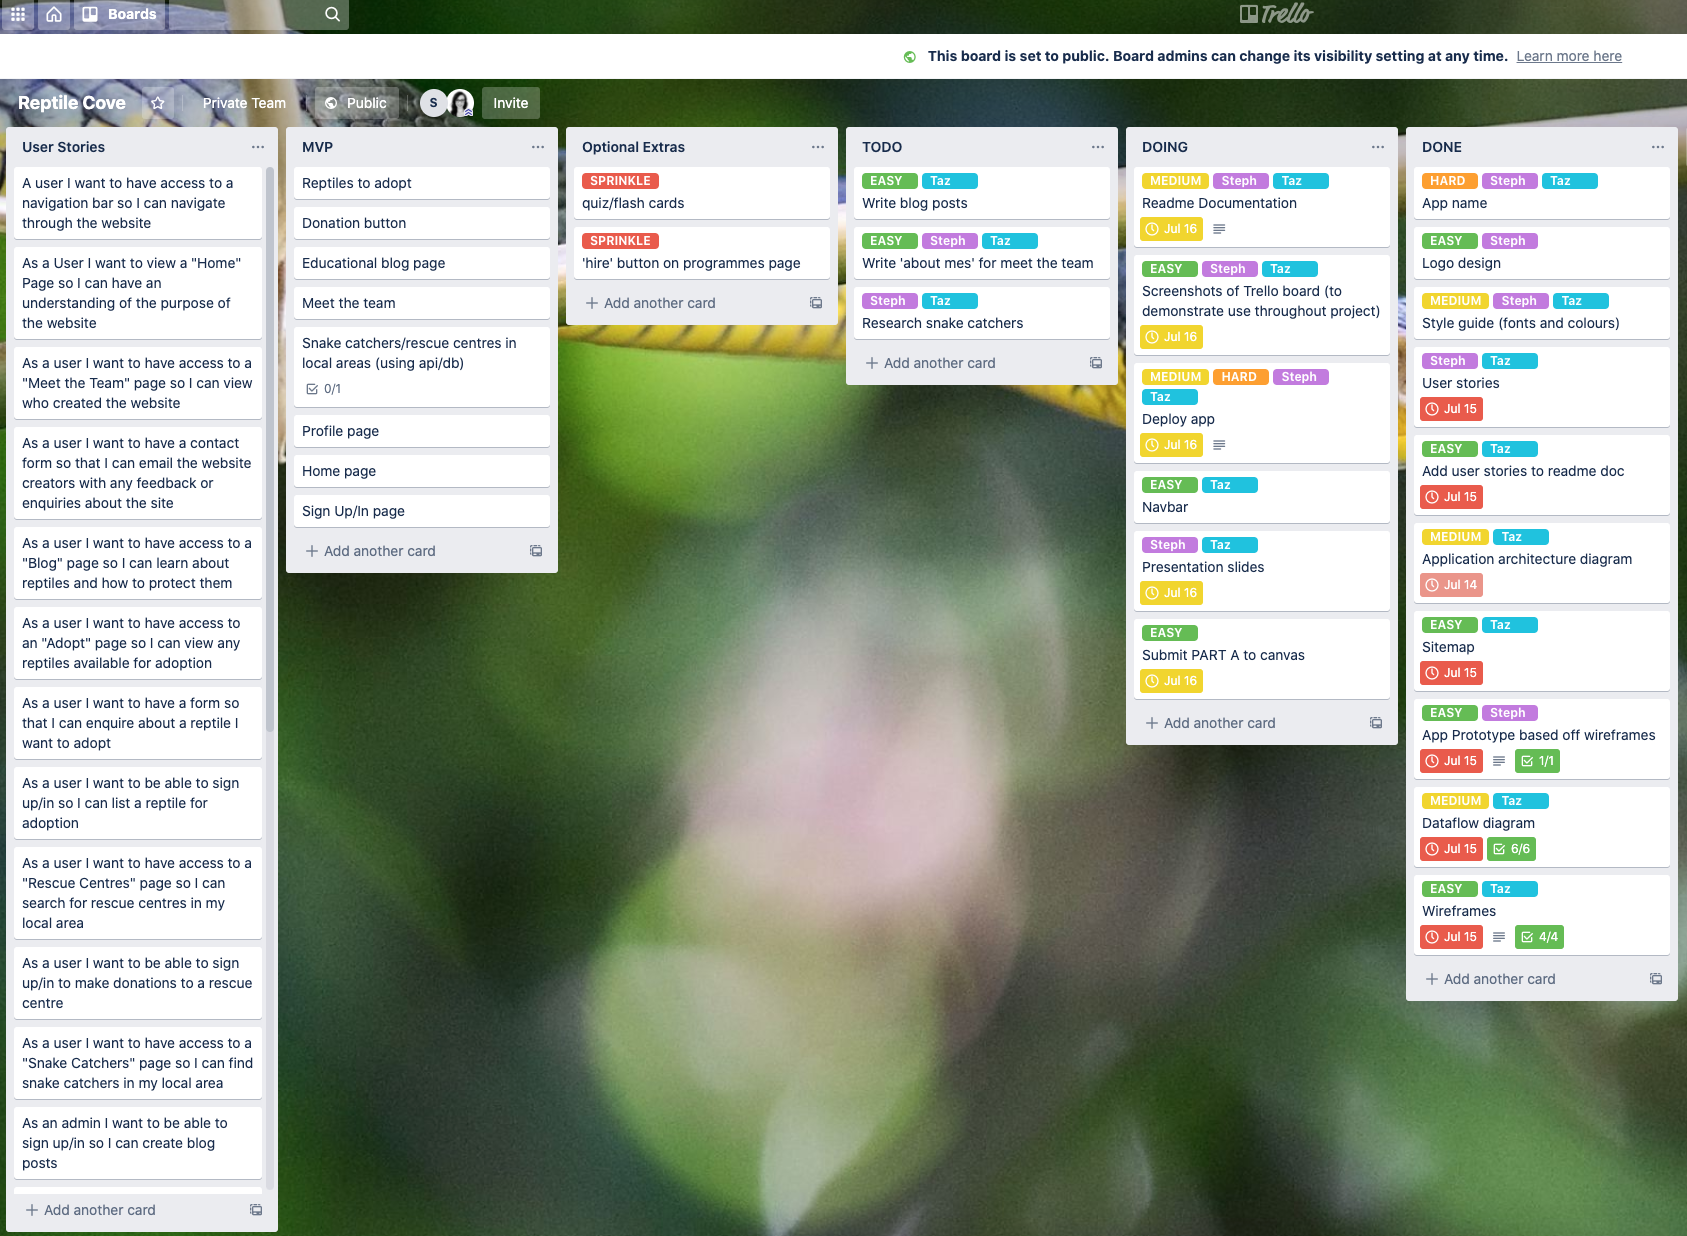 Boards
Trello
This board is set to public. Board admins can change its visibility setting at any time. Learn more here
Reptile Cove
Private Team
Public
S
Invite
User Stories
A user I want to have access to a
navigation bar so I can navigate
through the website
As a User I want to view a "Home"
Page so I can have an
understanding of the purpose of
the website
As a user I want to have access to a
"Meet the Team" page so I can view
who created the website
As a user I want to have a contact
form so that I can email the website
creators with any feedback or
enquiries about the site
As a user I want to have access to a
"Blog" page so I can learn about
reptiles and how to protect them
As a user I want to have access to
an "Adopt" page so I can view any
reptiles available for adoption
As a user I want to have a form so
that I can enquire about a reptile I
want to adopt
As a user I want to be able to sign
up/in so I can list a reptile for
adoption
As a user I want to have access to a
"Rescue Centres" page so I can
search for rescue centres in my
local area
As a user I want to be able to sign
up/in to make donations to a rescue
centre
As a user I want to have access to a
"Snake Catchers" page so I can find
snake catchers in my local area
As an admin I want to be able to
sign up/in so I can create blog
posts
+ Add another card
MVP
Reptiles to adopt
Donation button
Educational blog page
Meet the team
Snake catchers/rescue centres in
local areas (using api/db)
0/1
Profile page
Home page
Sign Up/In page
+ Add another card
Optional Extras
SPRINKLE
quiz/flash cards
SPRINKLE
'hire' button on programmes page
+ Add another card
TODO
EASY Taz
Write blog posts
EASY Steph Taz
Write 'about mes' for meet the team
Steph Taz
Research snake catchers
+ Add another card
DOING
MEDIUM Steph Taz
Readme Documentation
Jul 16
EASY Steph Taz
Screenshots of Trello board (to
demonstrate use throughout project)
Jul 16
MEDIUM HARD Steph
Taz
Deploy app
Jul 16
EASY Taz
Navbar
Steph Taz
Presentation slides
Jul 16
EASY
Submit PART A to canvas
Jul 16
+ Add another card
DONE
HARD Steph Taz
App name
EASY Steph
Logo design
MEDIUM Steph Taz
Style guide (fonts and colours)
Steph Taz
User stories
Jul 15
EASY Taz
Add user stories to readme doc
Jul 15
MEDIUM Taz
Application architecture diagram
Jul 14
EASY Taz
Sitemap
Jul 15
EASY Steph
App Prototype based off wireframes
Jul 15 1/1
MEDIUM Taz
Dataflow diagram
Jul 15 6/6
EASY Taz
Wireframes
Jul 15 4/4
+ Add another card